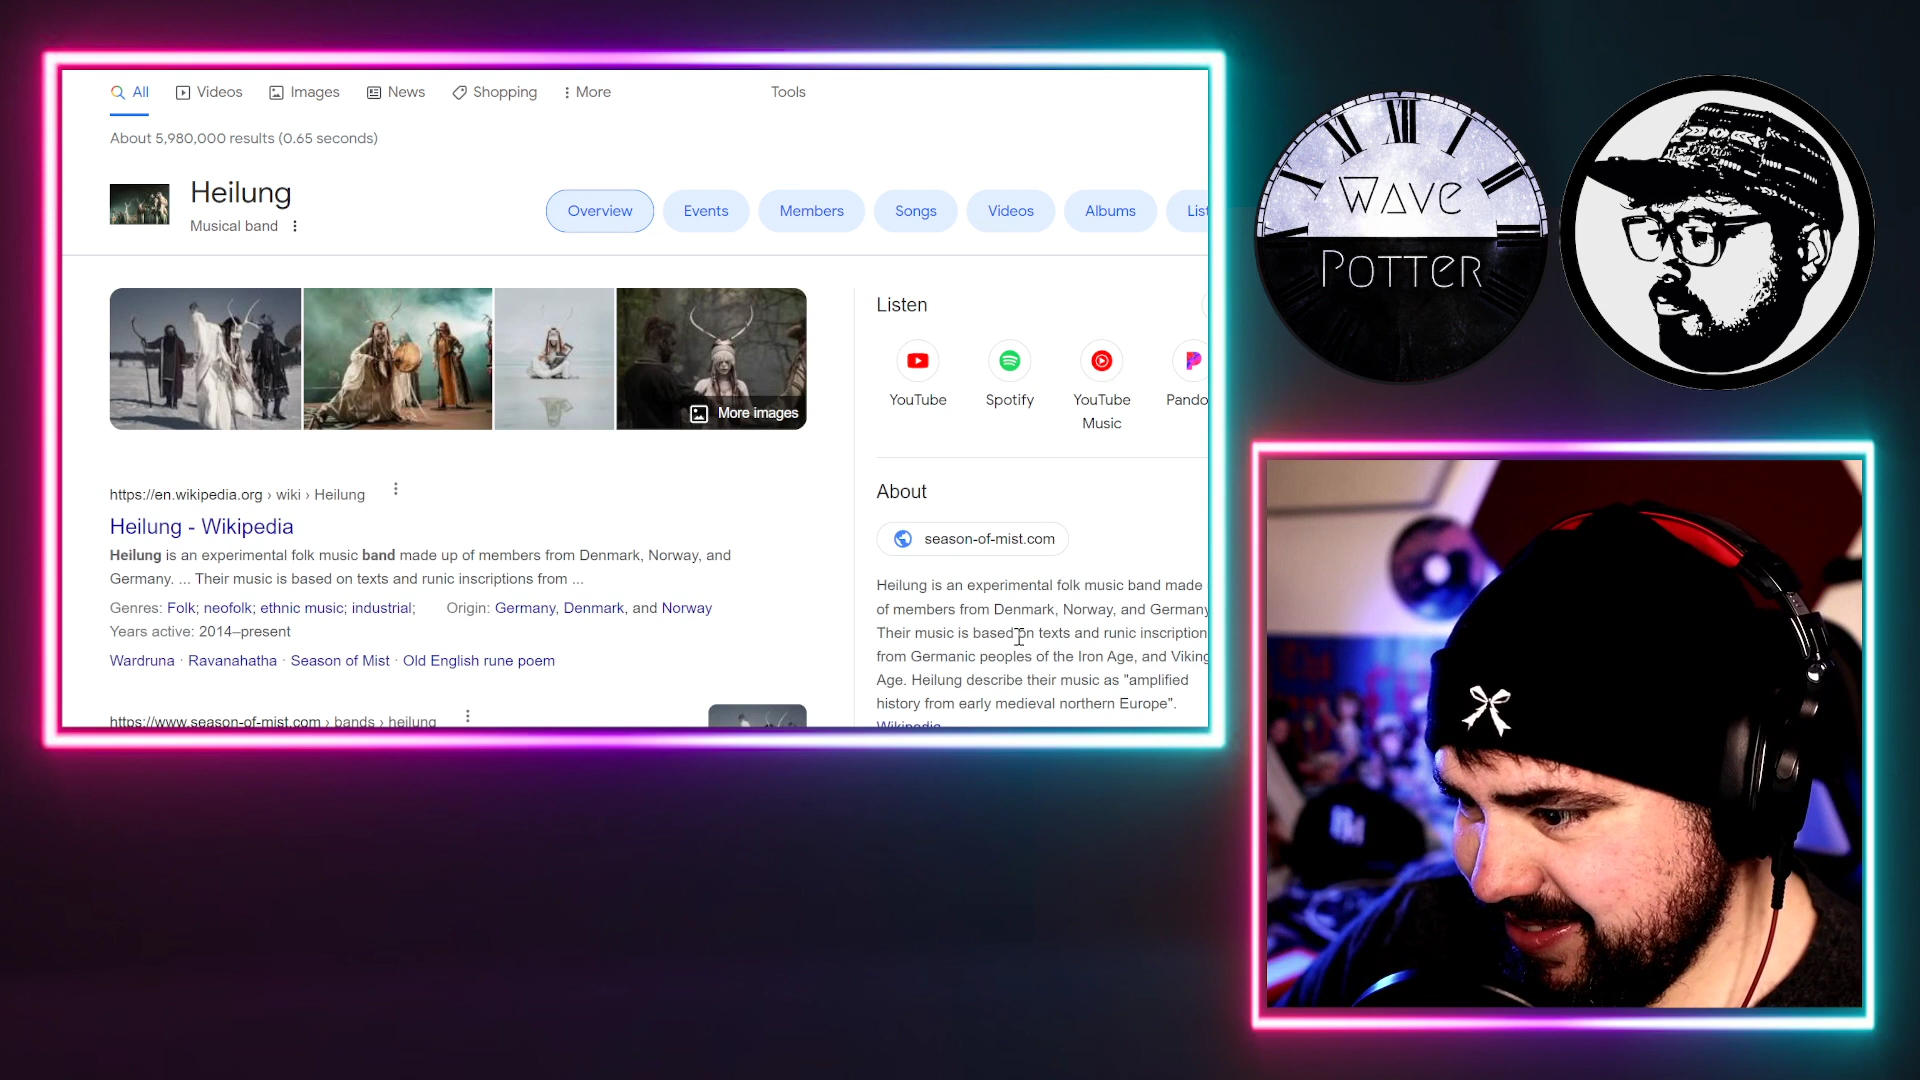 All
Videos
Images
News
Shopping
More
Tools
About 5,980,000 results (0.65 seconds)
Heilung
Musical band
Overview
Events
Members
Songs
Videos
Albums
List
More images
https://en.wikipedia.org › wiki › Heilung
Heilung - Wikipedia
Heilung is an experimental folk music band made up of members from Denmark, Norway, and
Germany. ... Their music is based on texts and runic inscriptions from ...
Genres: Folk; neofolk; ethnic music; industrial; Origin: Germany, Denmark, and Norway
Years active: 2014–present
Wardruna · Ravanahatha · Season of Mist · Old English rune poem
https://www.season-of-mist.com › bands › heilung
Listen
YouTube
Spotify
YouTube
Music
Pando
About
season-of-mist.com
Heilung is an experimental folk music band made
of members from Denmark, Norway, and Germany
Their music is based on texts and runic inscription
from Germanic peoples of the Iron Age, and Viking
Age. Heilung describe their music as "amplified
history from early medieval northern Europe".
Wikipedia
WAVE
POTTER